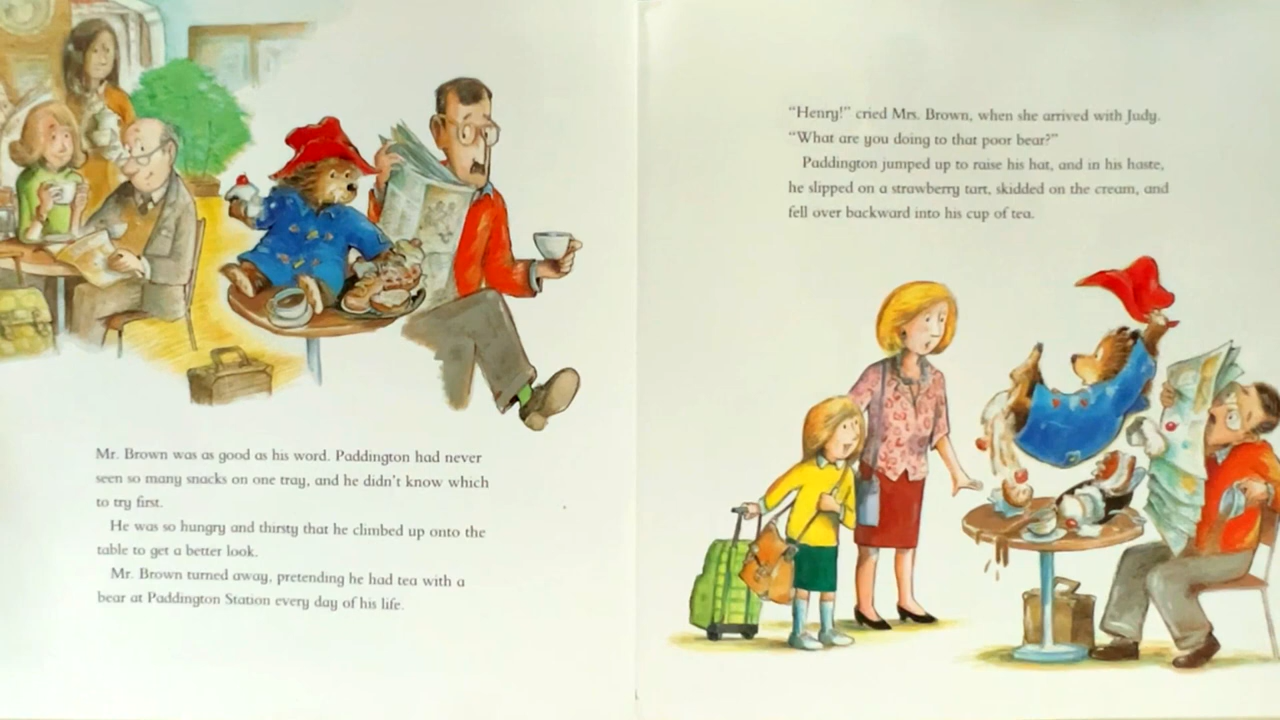 Mr. Brown was as good as his word. Paddington had never
seen so many snacks on one tray, and he didn't know which
to try first.
He was so hungry and thirsty that he climbed up onto the
table to get a better look.
Mr. Brown turned away, pretending he had tea with a
bear at Paddington Station every day of his life.
“Henry!” cried Mrs. Brown, when she arrived with Judy.
“What are you doing to that poor bear?”
Paddington jumped up to raise his hat, and in his haste,
he slipped on a strawberry tart, skidded on the cream, and
fell over backward into his cup of tea.